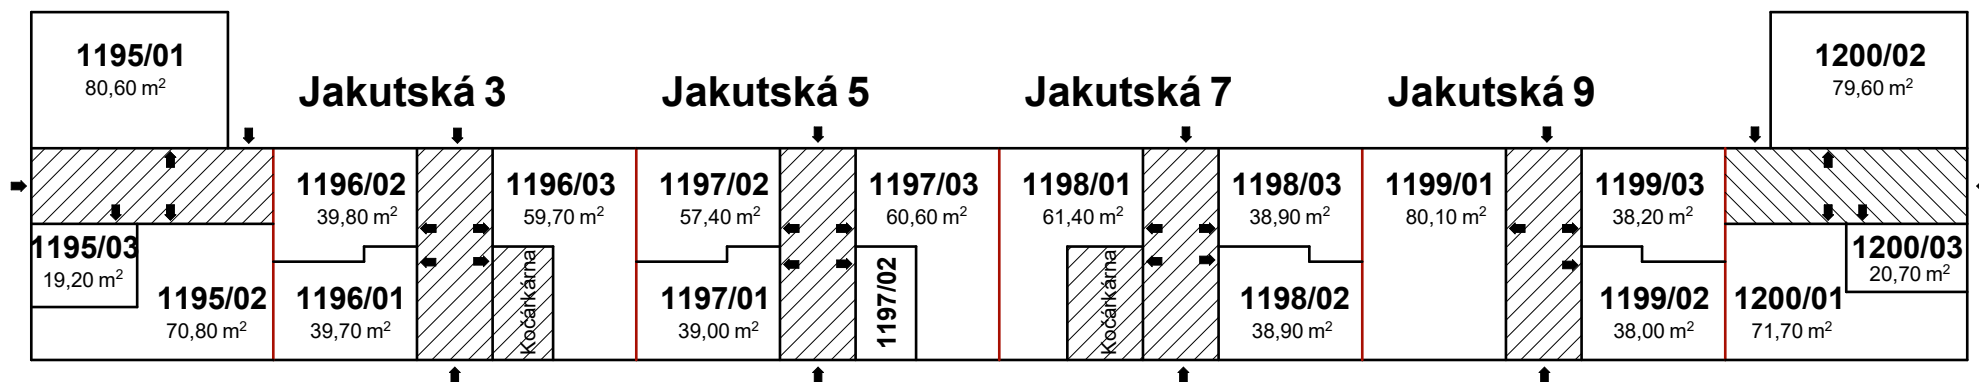 1195/01
80,60 m²
Jakutská 3
Jakutská 5
Jakutská 7
Jakutská 9
1200/02
79,60 m²
1196/02
39,80 m²
1196/03
59,70 m²
1197/02
57,40 m²
1197/03
60,60 m²
1198/01
61,40 m²
1198/03
38,90 m²
1199/01
80,10 m²
1199/03
38,20 m²
1195/03
19,20 m²
1195/02
70,80 m²
1196/01
39,70 m²
Kočárkárna
1197/01
39,00 m²
1197/02
Kočárkárna
1198/02
38,90 m²
1199/02
38,00 m²
1200/01
71,70 m²
1200/03
20,70 m²